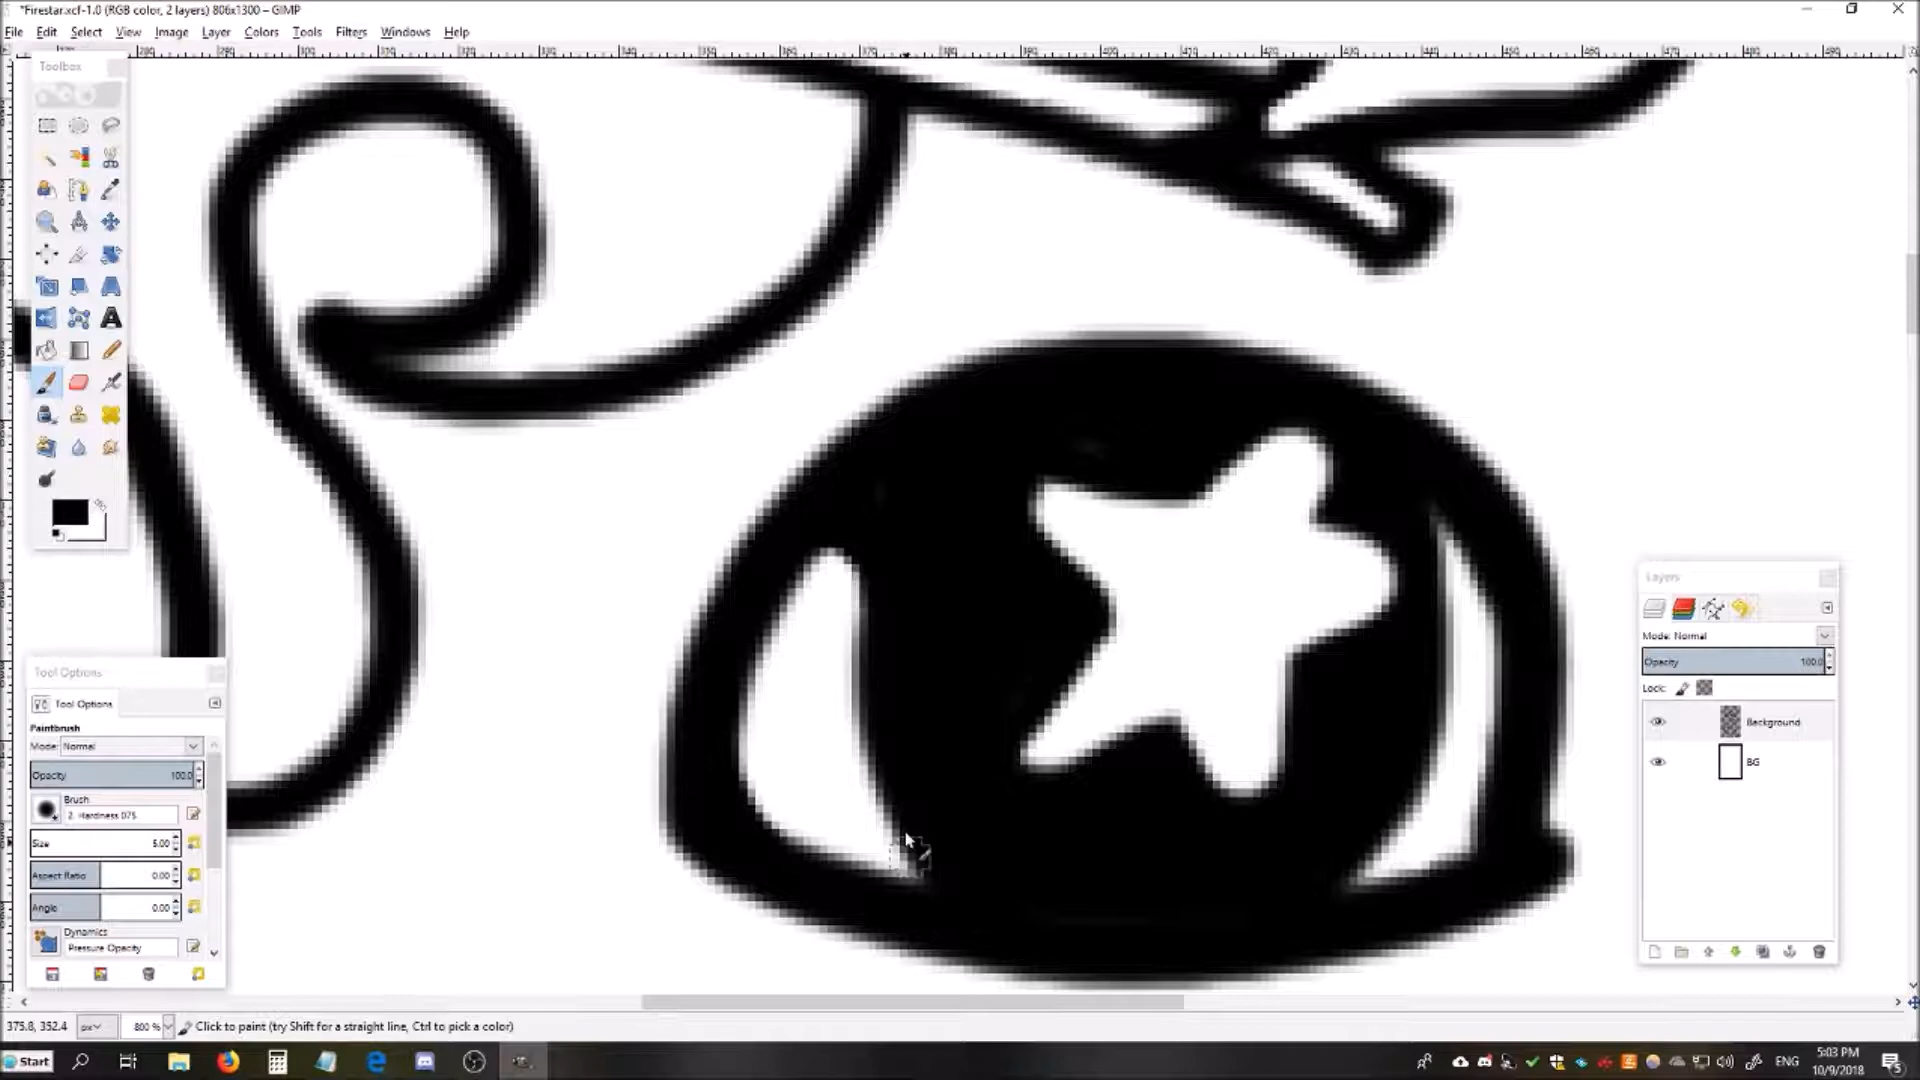 *Firestar.xcf-1.0 (RGB color, 2 layers) 806x1300 – GIMP
File Edit Select View Image Layer Colors Tools Filters Windows Help
Toolbox
Tool Options
Tool Options
Paintbrush
Mode: Normal
Opacity 100.0
Brush
2. Hardness 075
Size 5.00
Aspect Ratio 0.00
Angle 0.00
Dynamics
Pressure Opacity
Layers
Mode: Normal
Opacity 100.0
Lock:
Background
BG
375.8, 352.4 px 800 % Click to paint (try Shift for a straight line, Ctrl to pick a color)
Start ENG 5:03 PM
10/9/2018